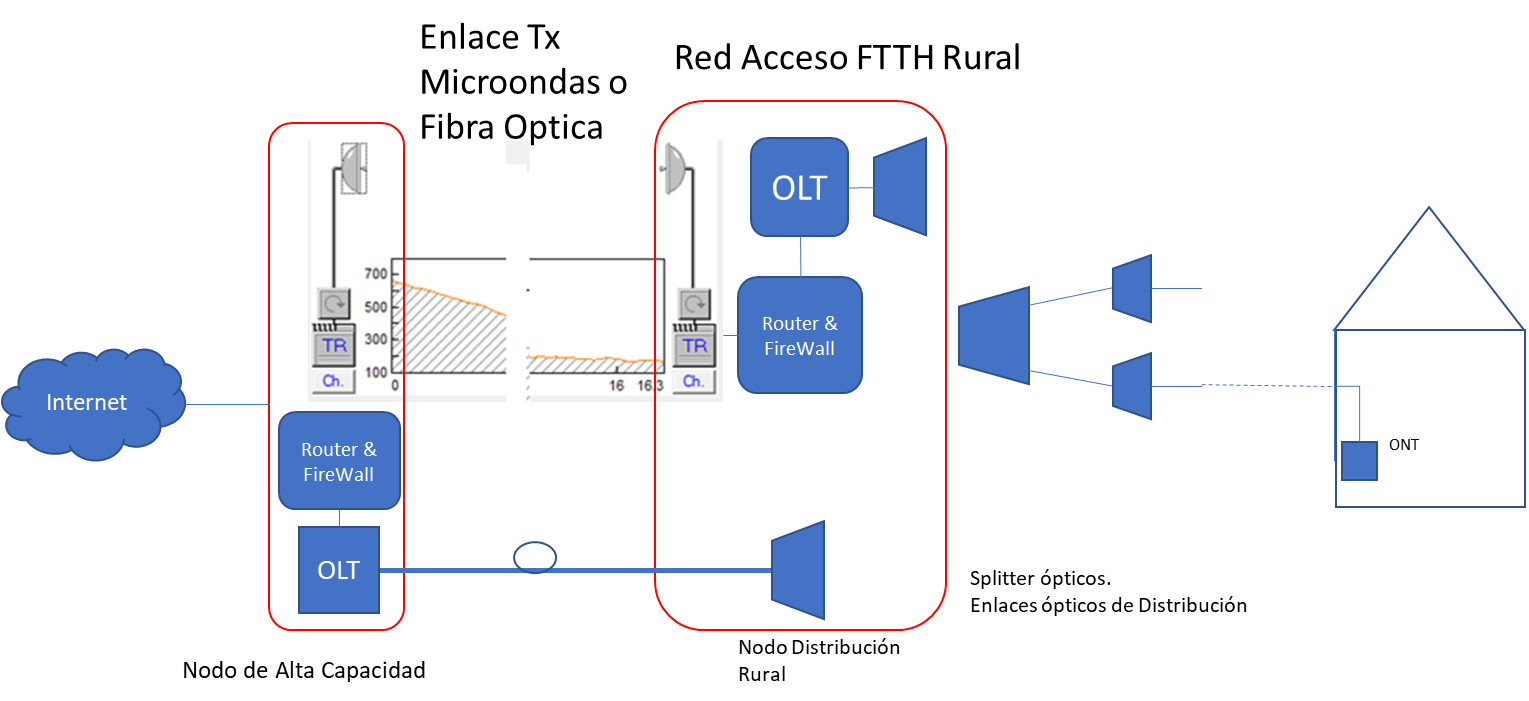 Enlace Tx
Microondas o
Fibra Optica
Red Acceso FTTH Rural
OLT
700
500
300
100
0
16
16.3
TR
Ch.
TR
Ch.
Router &
FireWall
Internet
Router &
FireWall
ONT
OLT
Splitter ópticos.
Enlaces ópticos de Distribución
Nodo Distribución
Rural
Nodo de Alta Capacidad